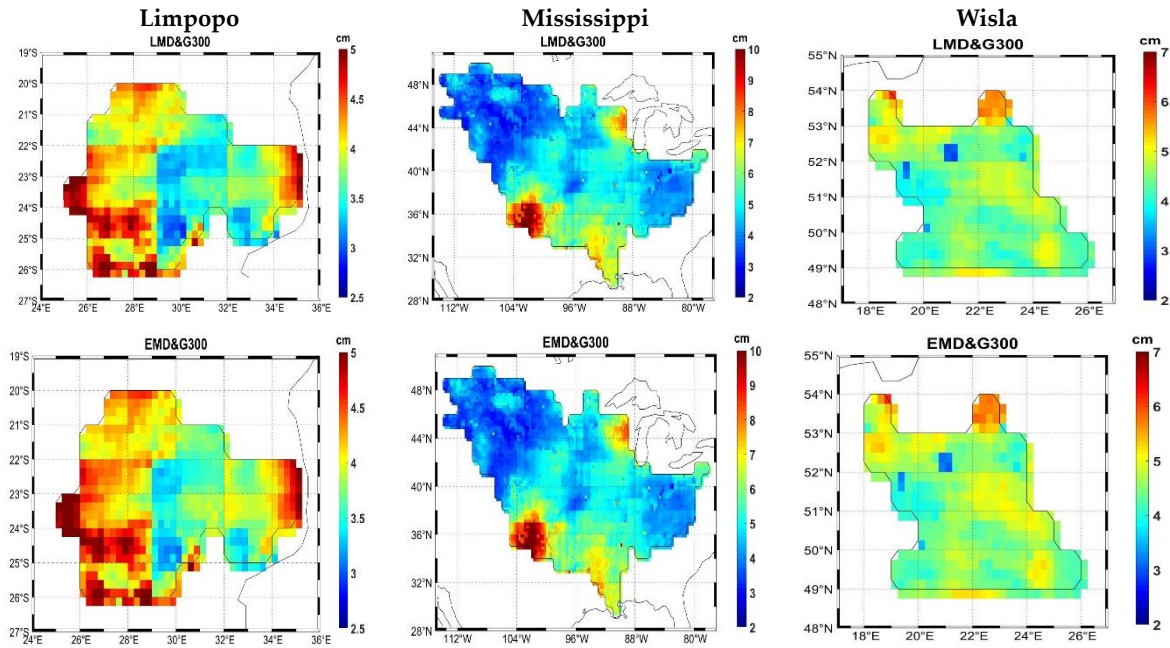 Limpopo
Mississippi
Wisla
LMD&G300
LMD&G300
LMD&G300
cm
cm
cm
19°S
20°S
21°S
22°S
23°S
24°S
25°S
26°S
27°S
24°E 26°E 28°E 30°E 32°E 34°E 36°E
5
4.5
4
3.5
3
2.5
48°N
44°N
40°N
36°N
32°N
28°N
112°W 104°W 96°W 88°W 80°W
10
9
8
7
6
5
4
3
2
55°N
54°N
53°N
52°N
51°N
50°N
49°N
48°N
18°E 20°E 22°E 24°E 26°E
7
6
5
4
3
2
EMD&G300
EMD&G300
EMD&G300
cm
cm
cm
19°S
20°S
21°S
22°S
23°S
24°S
25°S
26°S
27°S
24°E 26°E 28°E 30°E 32°E 34°E 36°E
5
4.5
4
3.5
3
2.5
48°N
44°N
40°N
36°N
32°N
28°N
112°W 104°W 96°W 88°W 80°W
10
9
8
7
6
5
4
3
2
55°N
54°N
53°N
52°N
51°N
50°N
49°N
48°N
18°E 20°E 22°E 24°E 26°E
7
6
5
4
3
2